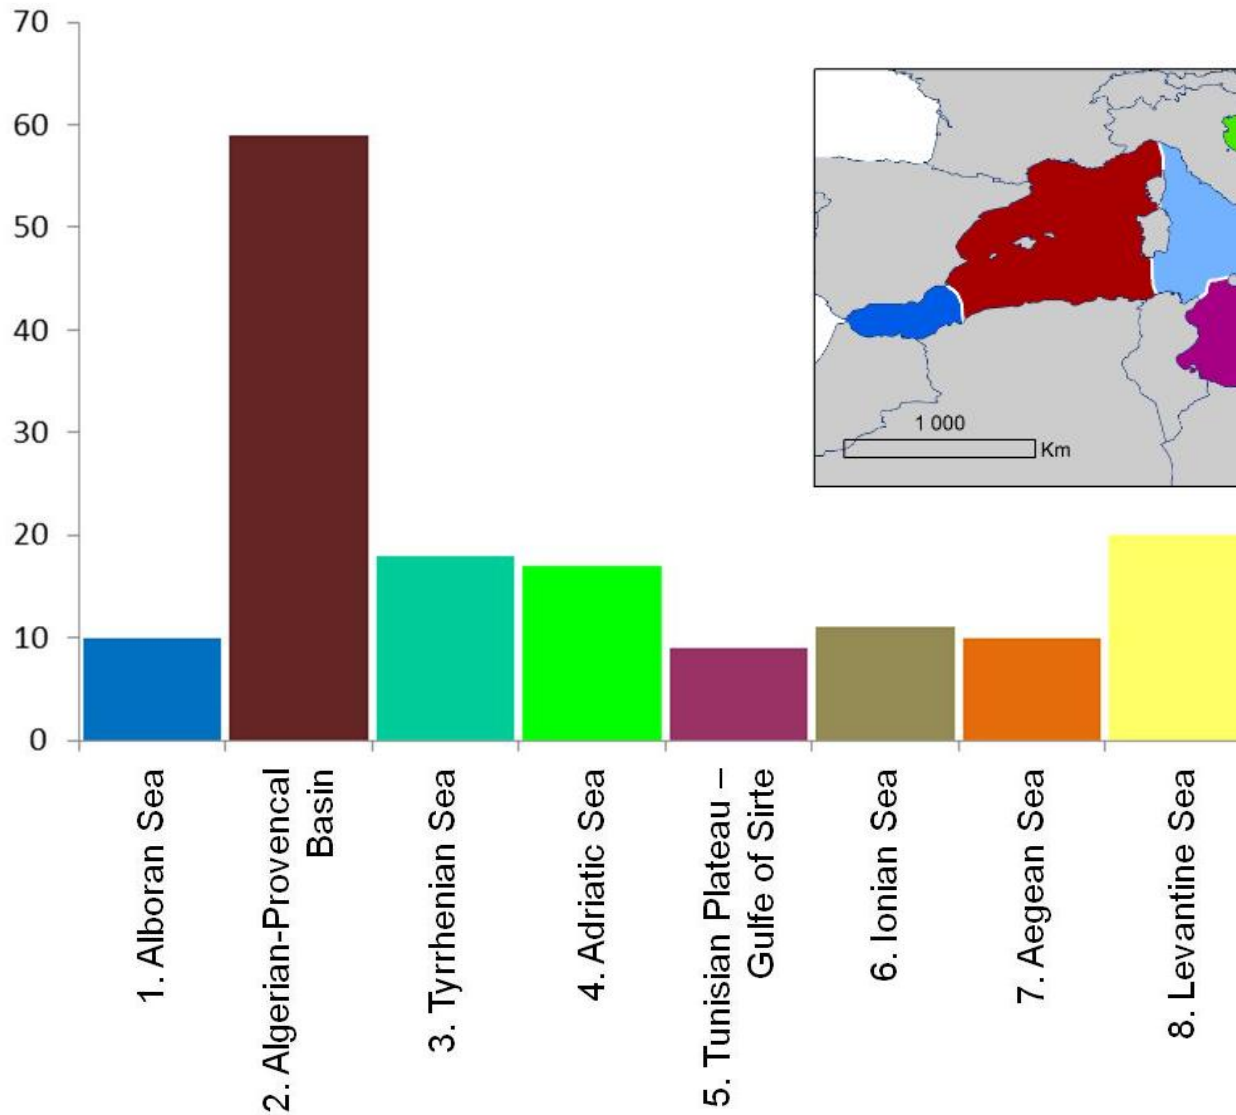 70
60
50
40
30
20
10
0
1 000
Km
1. Alboran Sea
2. Algerian-Provencal
Basin
3. Tyrrhenian Sea
4. Adriatic Sea
5. Tunisian Plateau –
Gulfe of Sirte
6. Ionian Sea
7. Aegean Sea
8. Levantine Sea